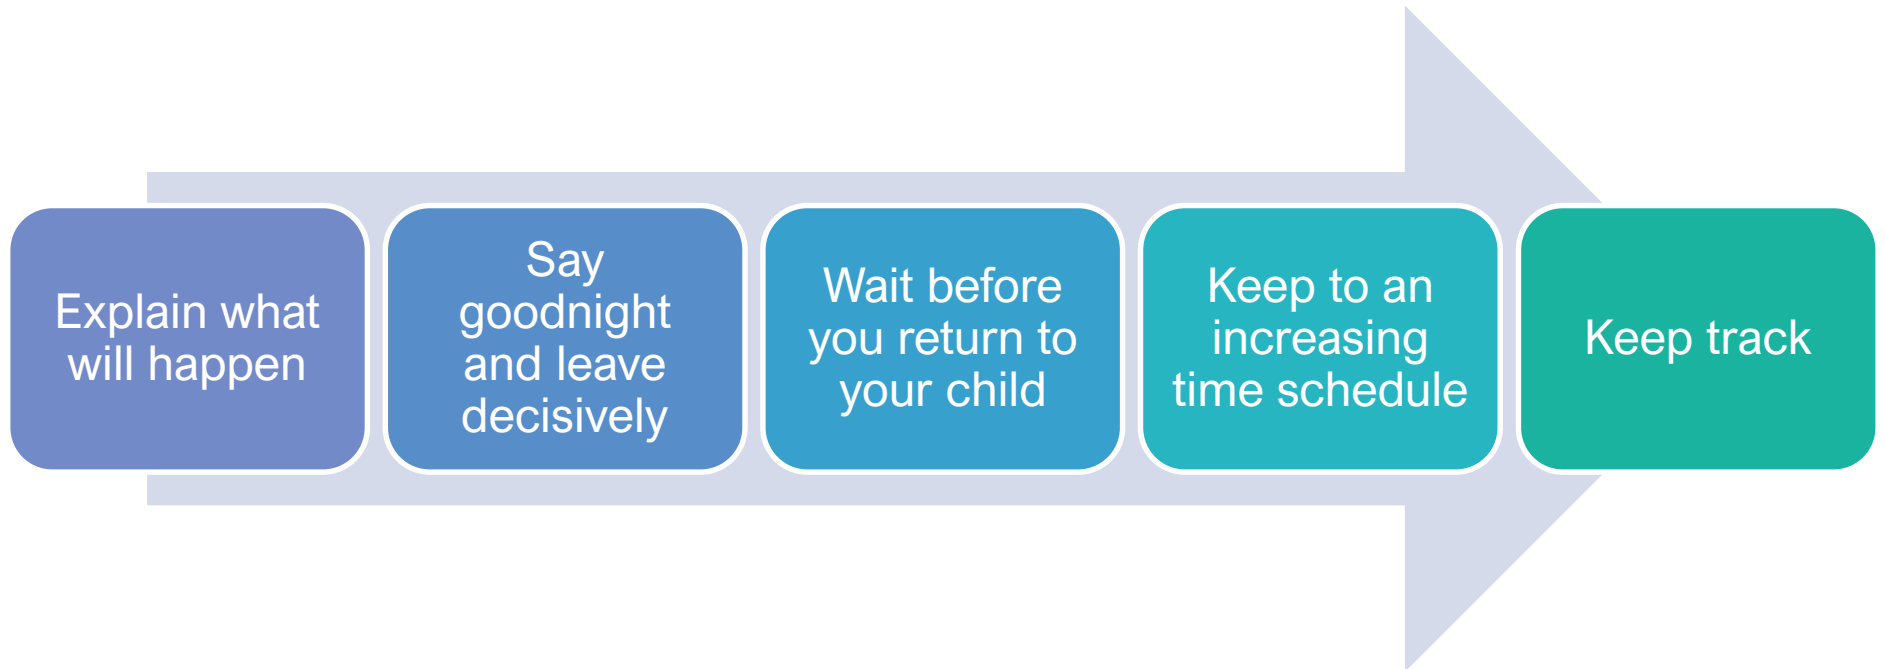 Explain what
will happen
Say
goodnight
and leave
decisively
Wait before
you return to
your child
Keep to an
increasing
time schedule
Keep track